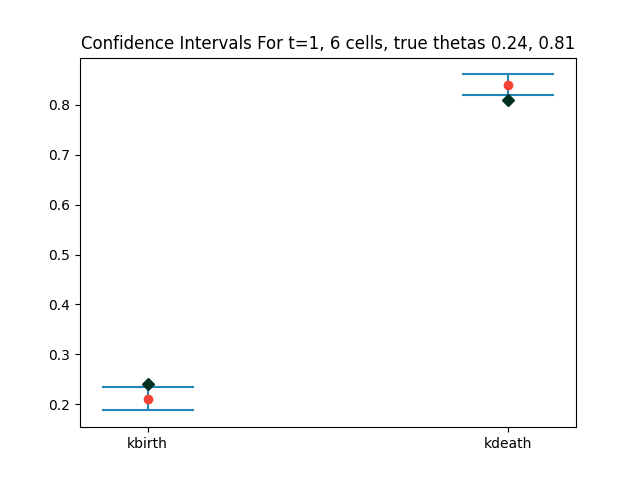 Confidence Intervals For t=1, 6 cells, true thetas 0.24, 0.81
0.8
0.7
0.6
0.5
0.4
0.3
0.2
kbirth
kdeath